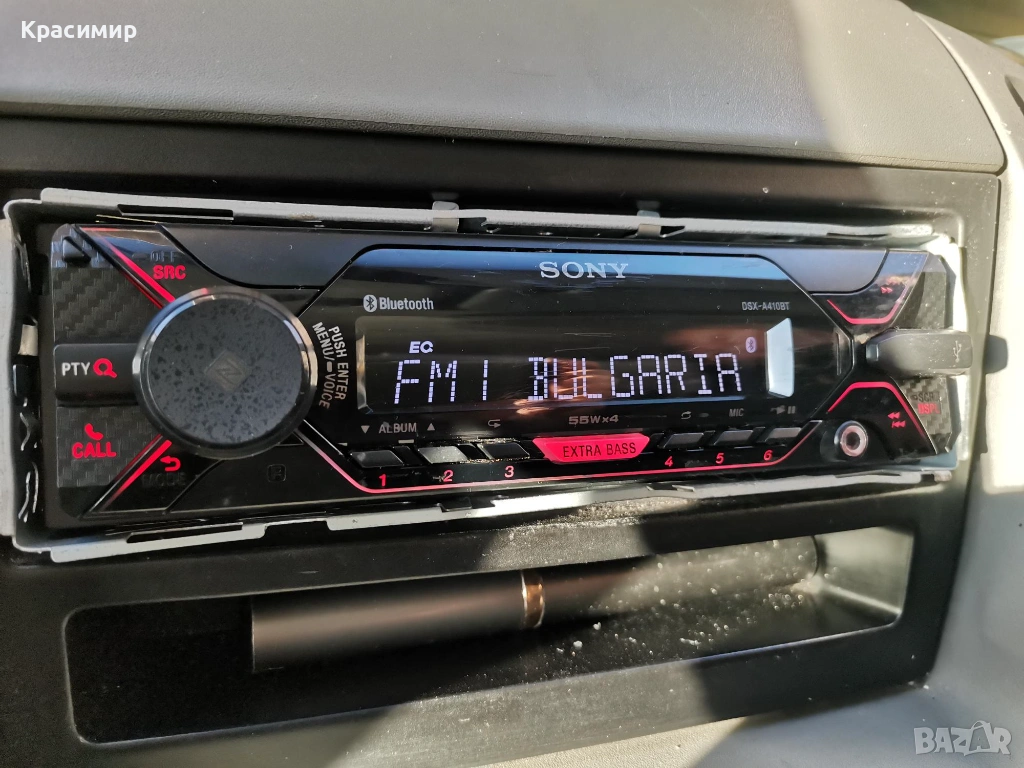 Красимир
SONY
SRC
Bluetooth
DSX-A410BT
PUSH ENTER
MENU/ –VOICE
EQ
PTY
FM1 BULGARIA
ALBUM
55W×4
MIC
CALL
EXTRA BASS
MODE
1 2 3 4 5 6
BAZAR